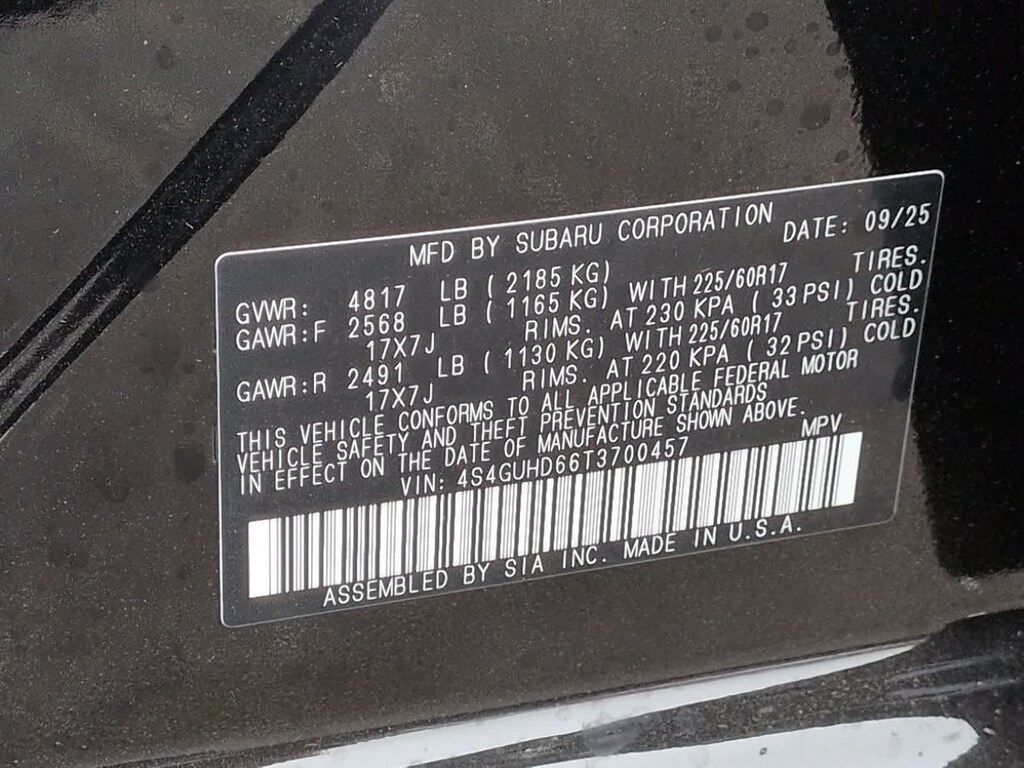 MFD BY SUBARU CORPORATION DATE: 09/25
GVWR: 4817 LB ( 2185 KG)
GAWR:F 2568 LB ( 1165 KG) WITH 225/60R17 TIRES.
17X7J RIMS. AT 230 KPA ( 33 PSI) COLD
GAWR:R 2491 LB ( 1130 KG) WITH 225/60R17 TIRES.
17X7J RIMS. AT 220 KPA ( 32 PSI) COLD
THIS VEHICLE CONFORMS TO ALL APPLICABLE FEDERAL MOTOR
VEHICLE SAFETY AND THEFT PREVENTION STANDARDS
IN EFFECT ON THE DATE OF MANUFACTURE SHOWN ABOVE.
VIN: 4S4GUHD66T3700457 MPV
ASSEMBLED BY SIA INC. MADE IN U.S.A.